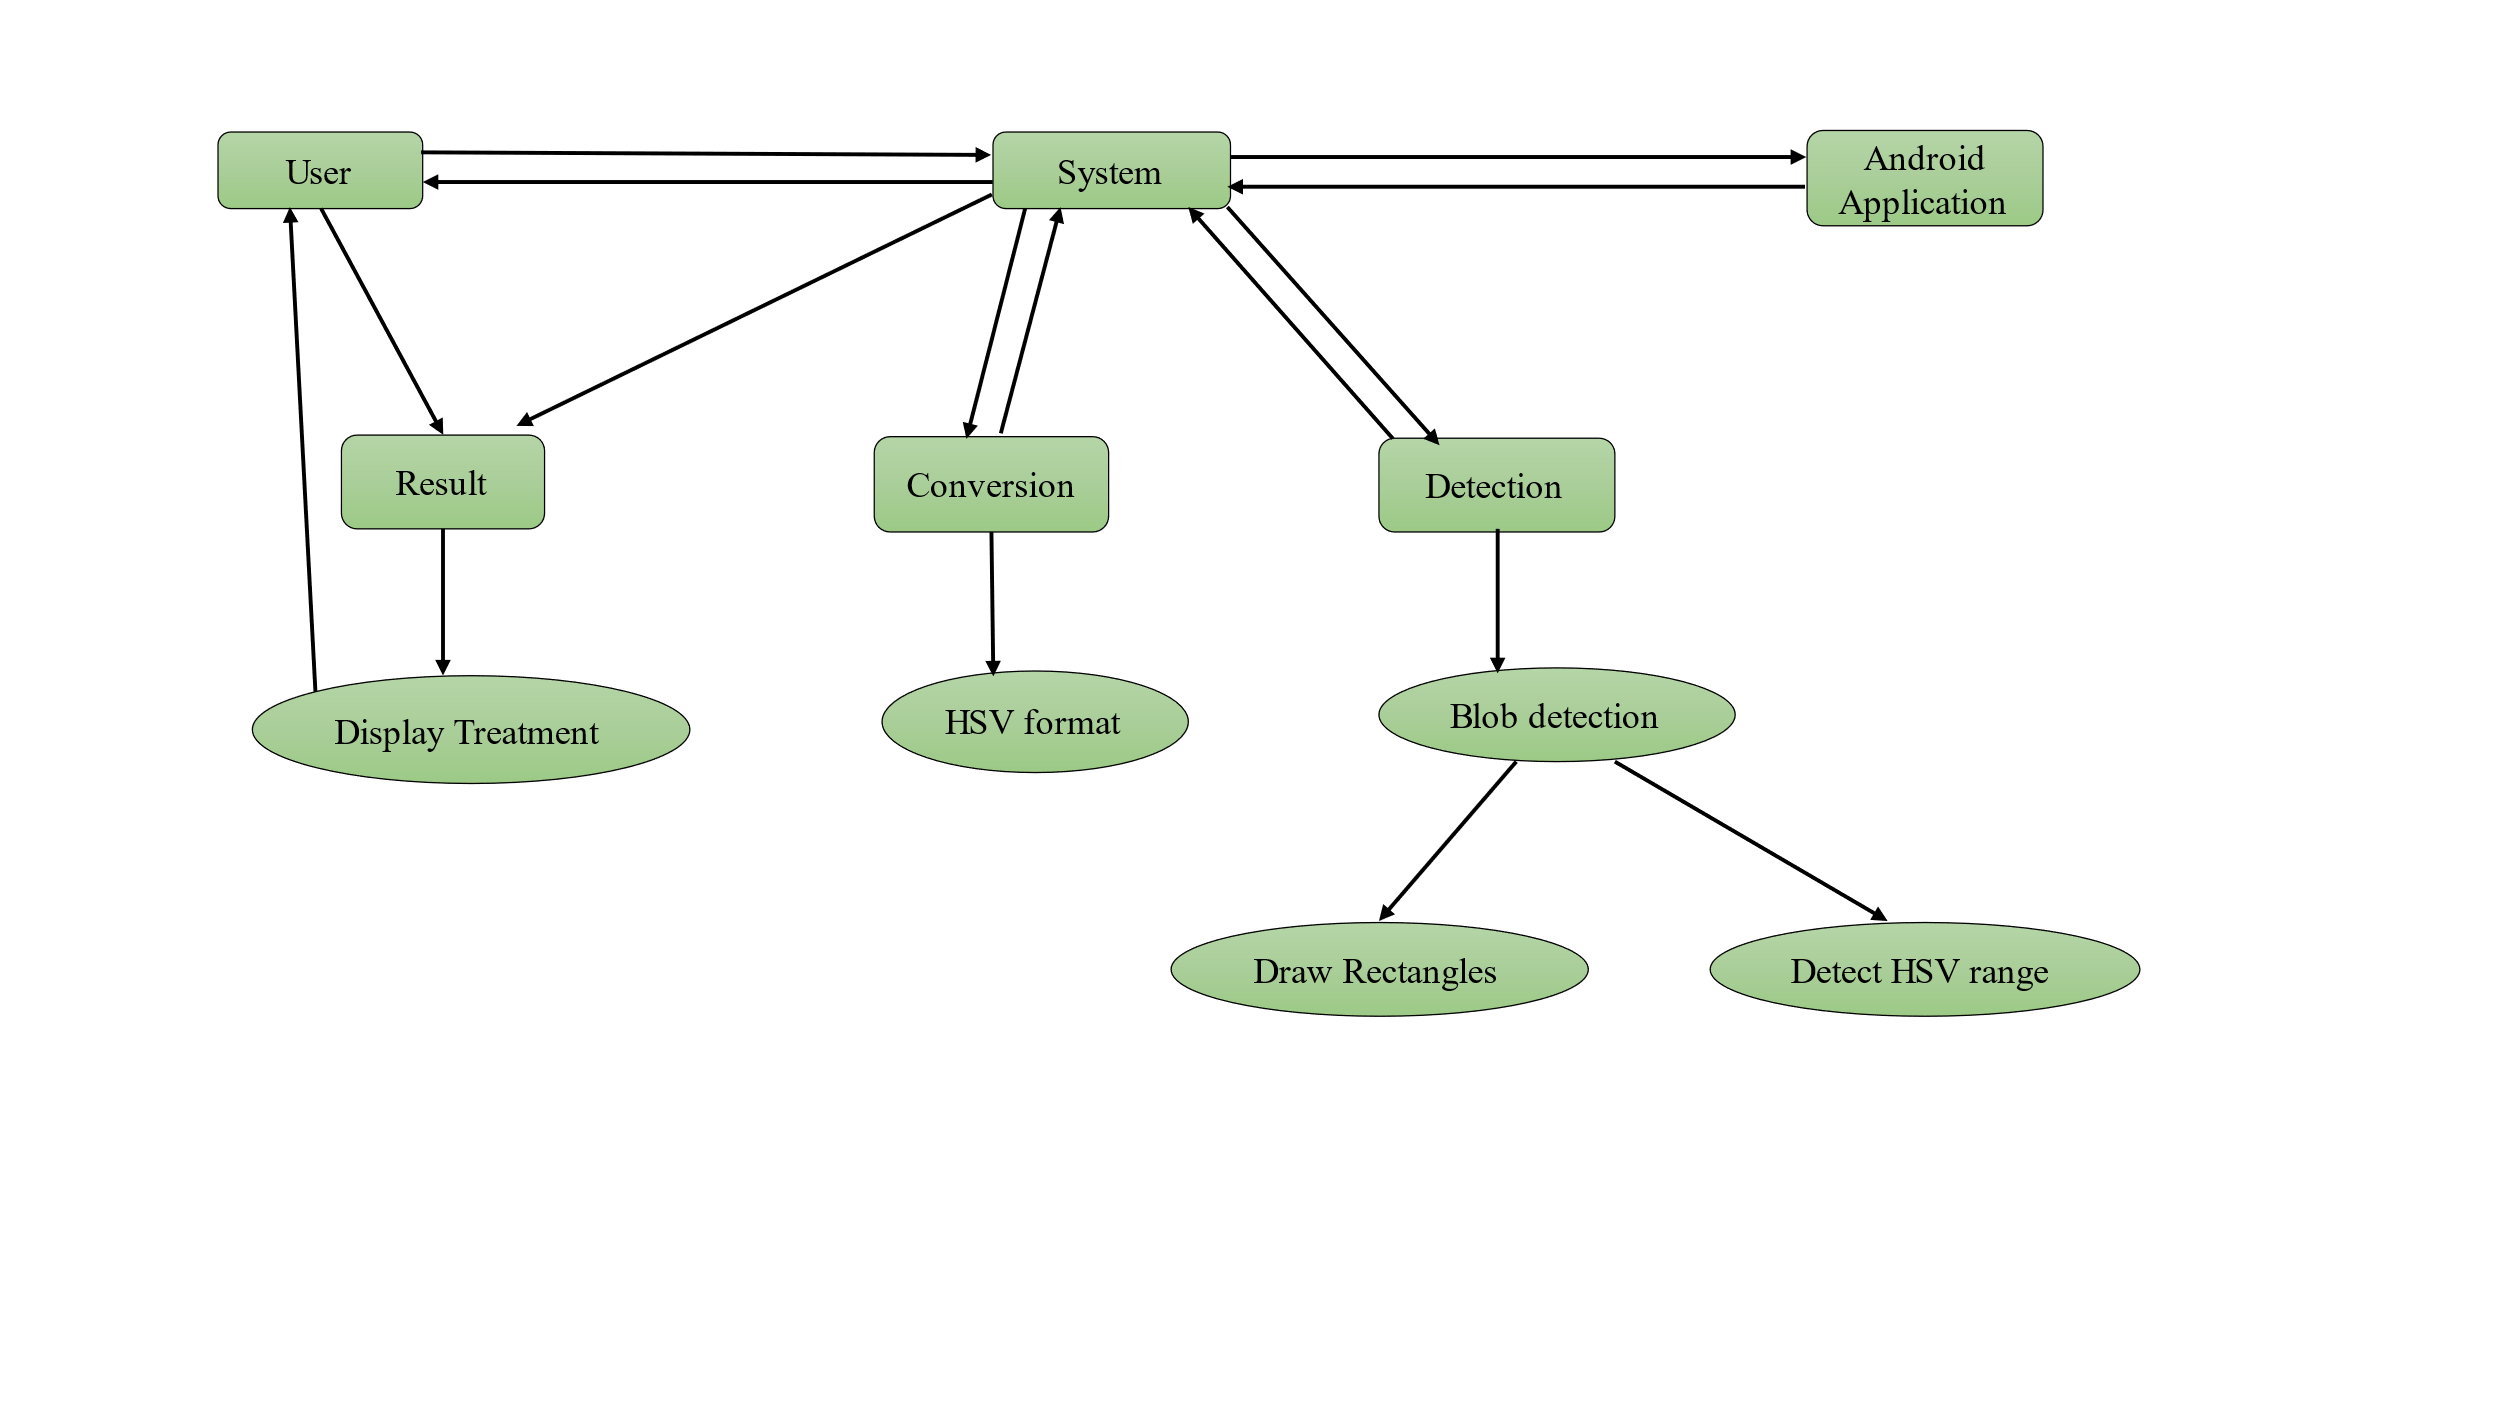 User
System
Android
Application
Result
Conversion
Detection
Display Treatment
HSV format
Blob detection
Draw Rectangles
Detect HSV range